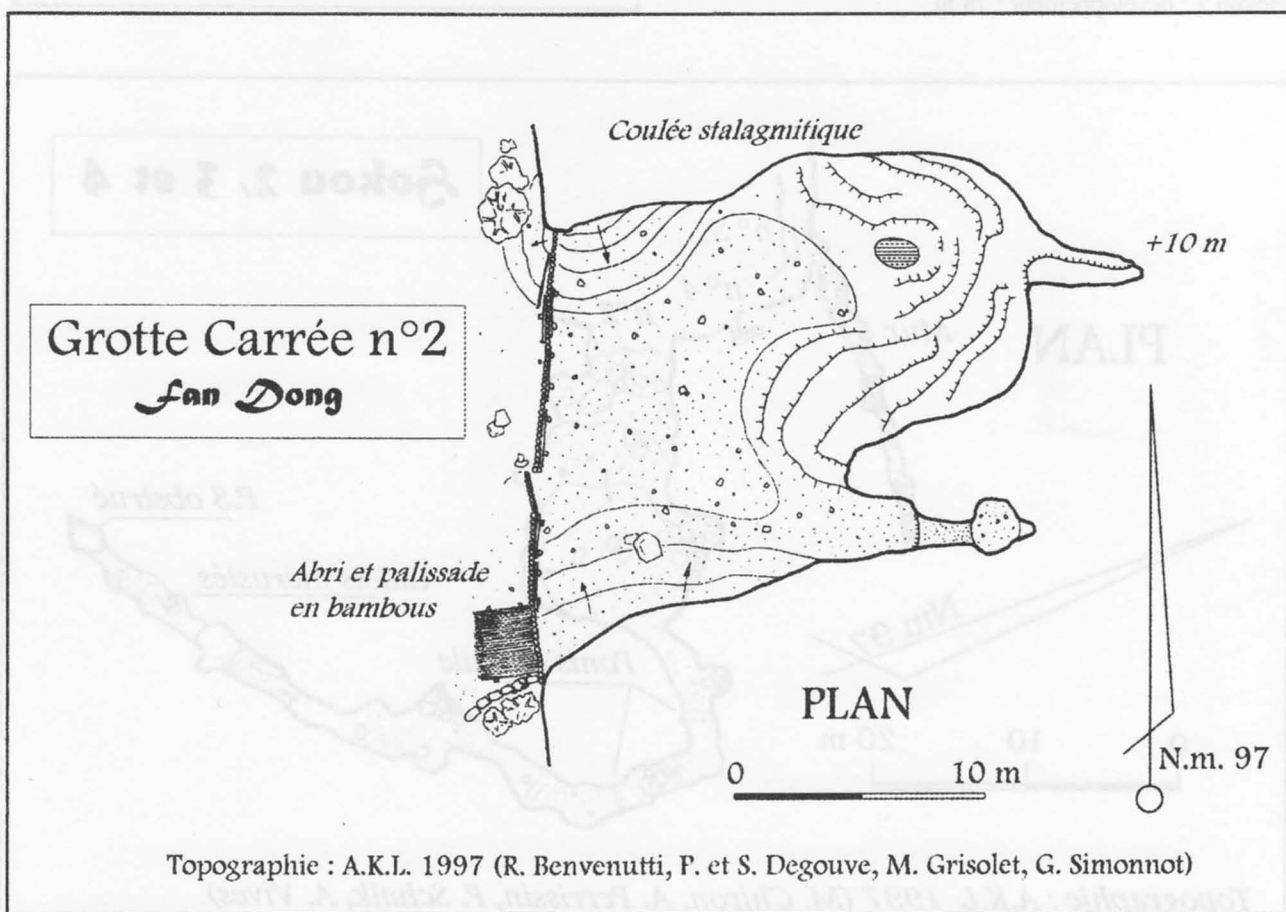 Coulée stalagmitique
+10 m
Grotte Carrée n°2
Fan Dong
Abri et palissade
en bambous
PLAN
0 10 m
N.m. 97
Topographie : A.K.L. 1997 (R. Benvenutti, P. et S. Degouve, M. Grisolet, G. Simonnot)